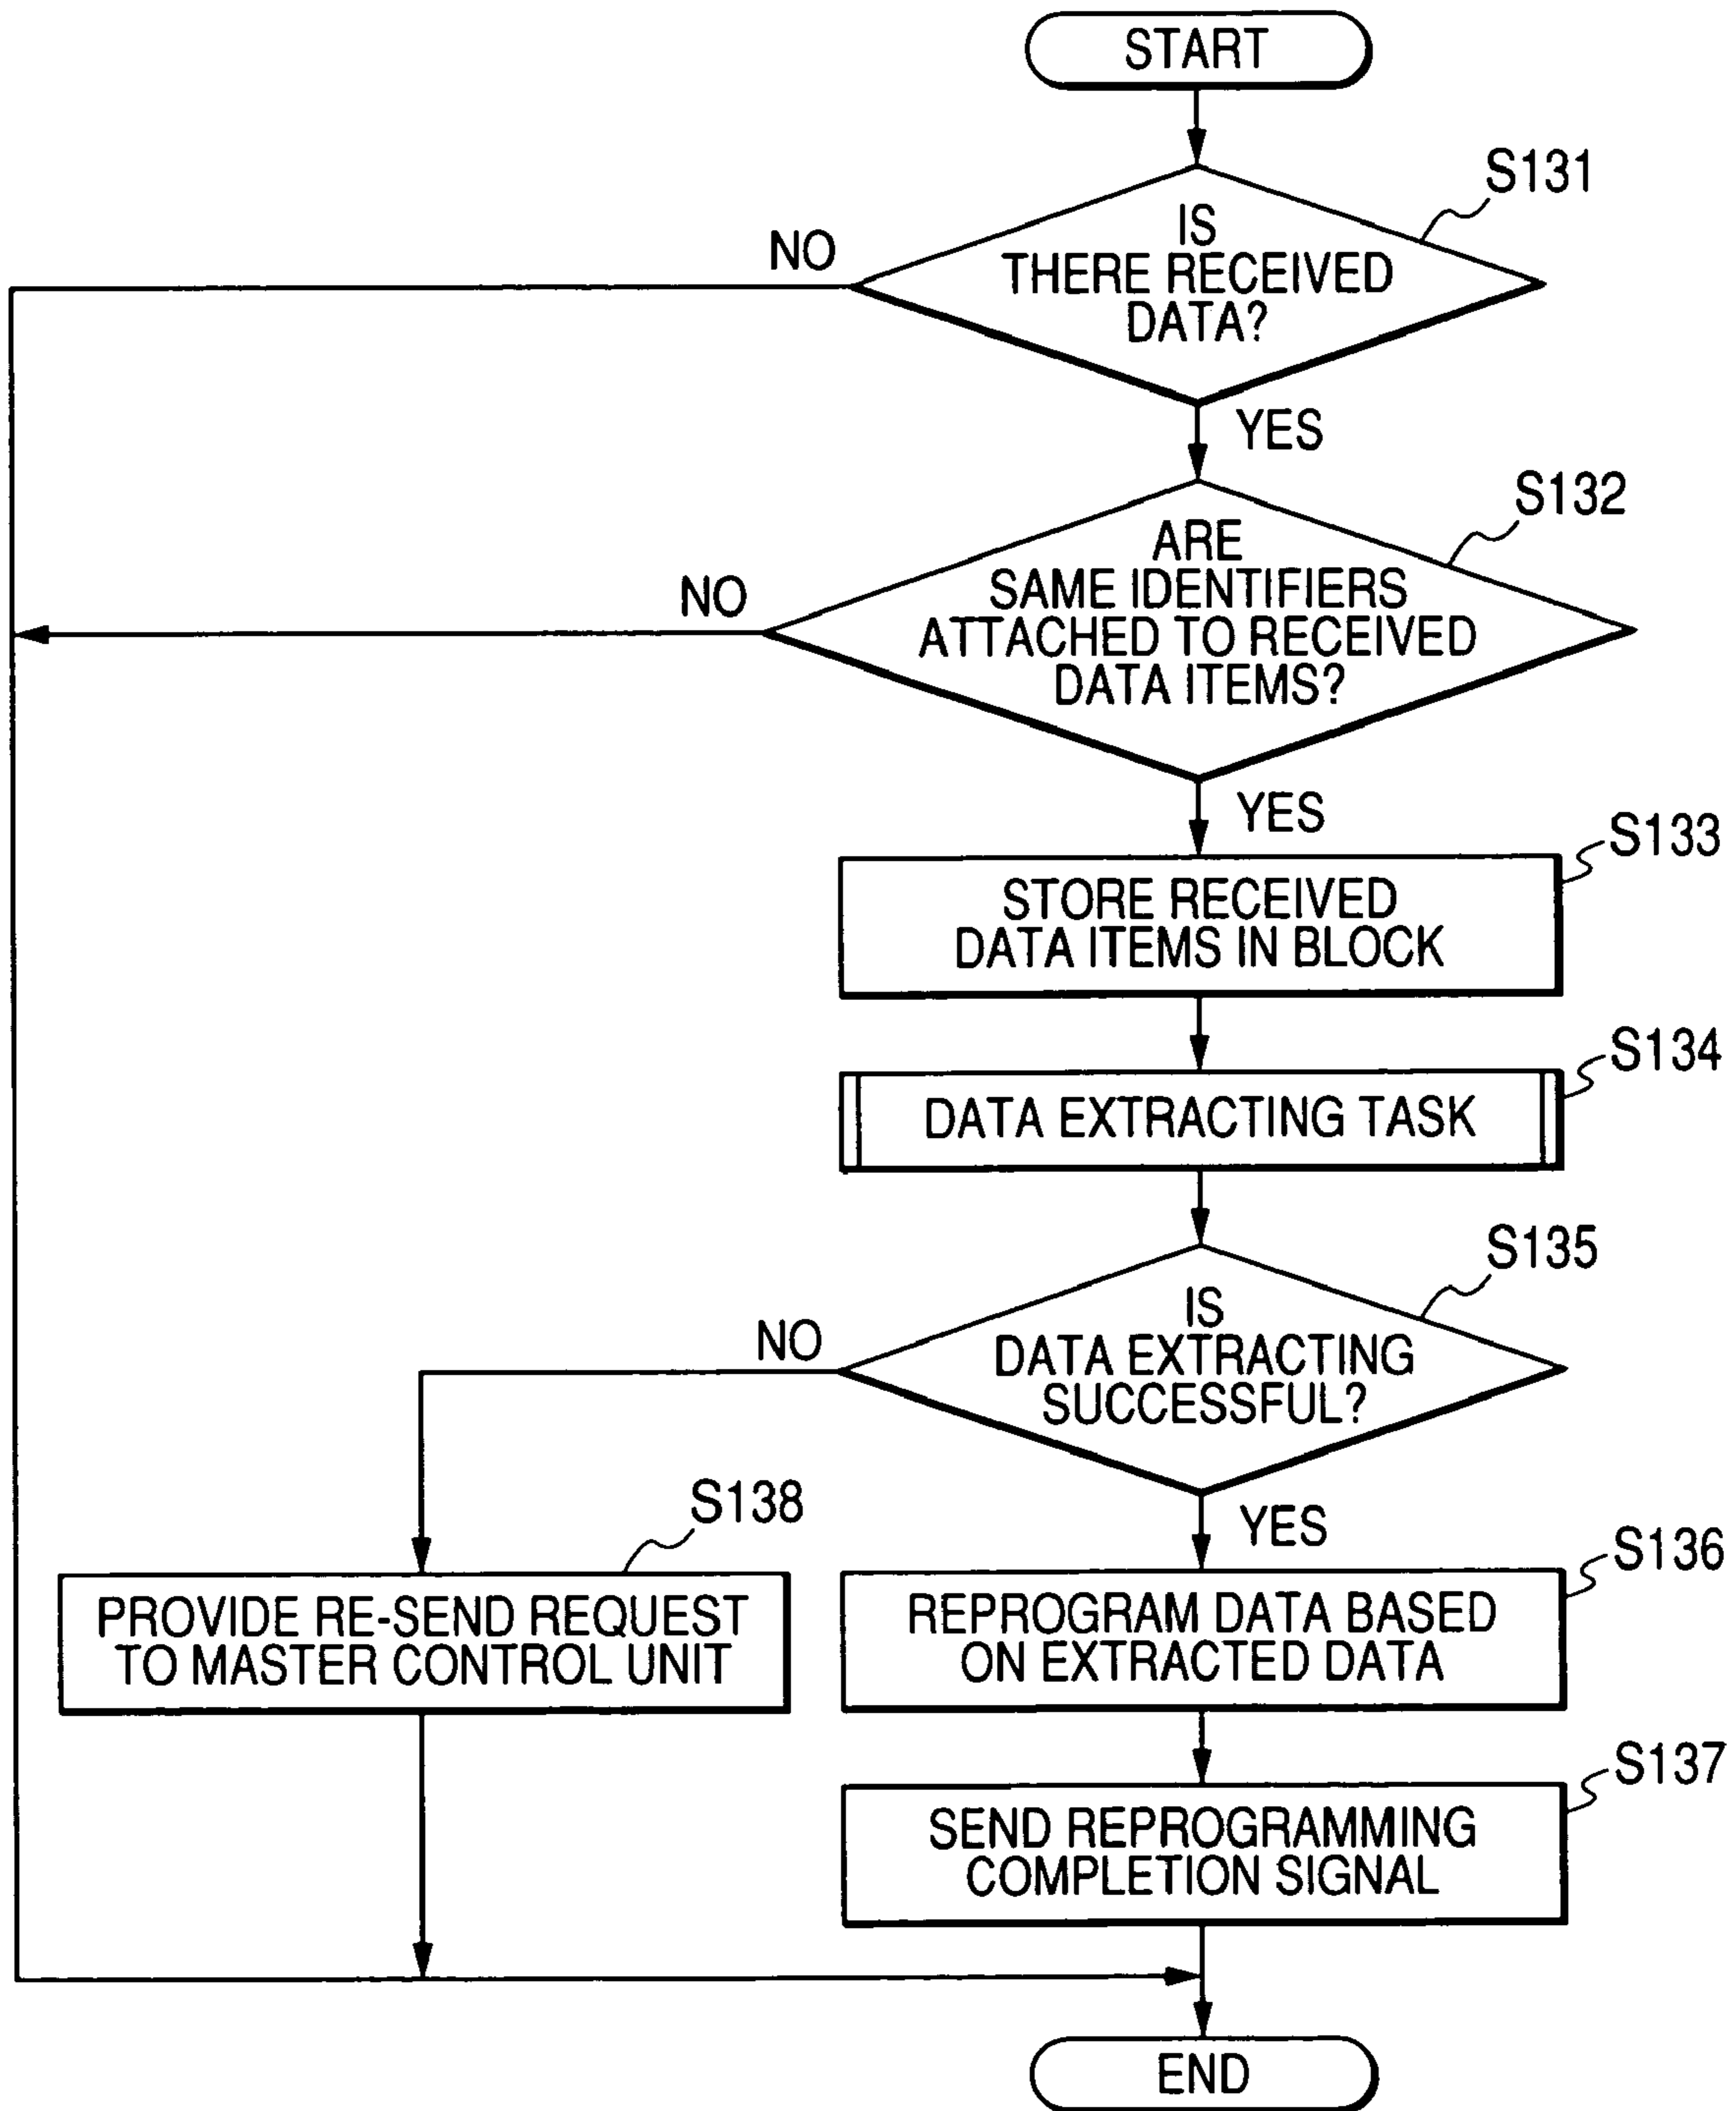 START
S131
IS
THERE RECEIVED
DATA?
NO
YES
S132
ARE
SAME IDENTIFIERS
ATTACHED TO RECEIVED
DATA ITEMS?
NO
YES
S133
STORE RECEIVED
DATA ITEMS IN BLOCK
S134
DATA EXTRACTING TASK
S135
IS
DATA EXTRACTING
SUCCESSFUL?
NO
YES
S138
PROVIDE RE-SEND REQUEST
TO MASTER CONTROL UNIT
S136
REPROGRAM DATA BASED
ON EXTRACTED DATA
S137
SEND REPROGRAMMING
COMPLETION SIGNAL
END